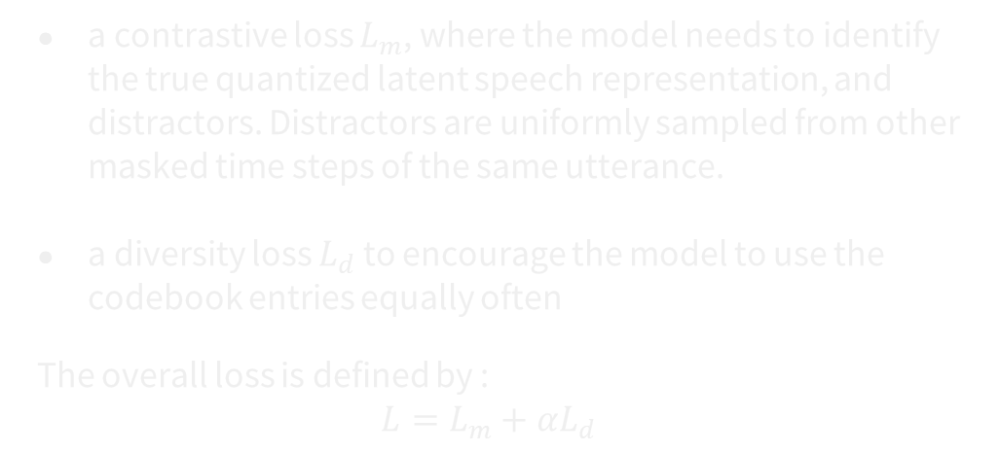 • a contrastive loss L_m, where the model needs to identify
the true quantized latent speech representation, and
distractors. Distractors are uniformly sampled from other
masked time steps of the same utterance.
• a diversity loss L_d to encourage the model to use the
codebook entries equally often
The overall loss is defined by :
L = L_m + αL_d